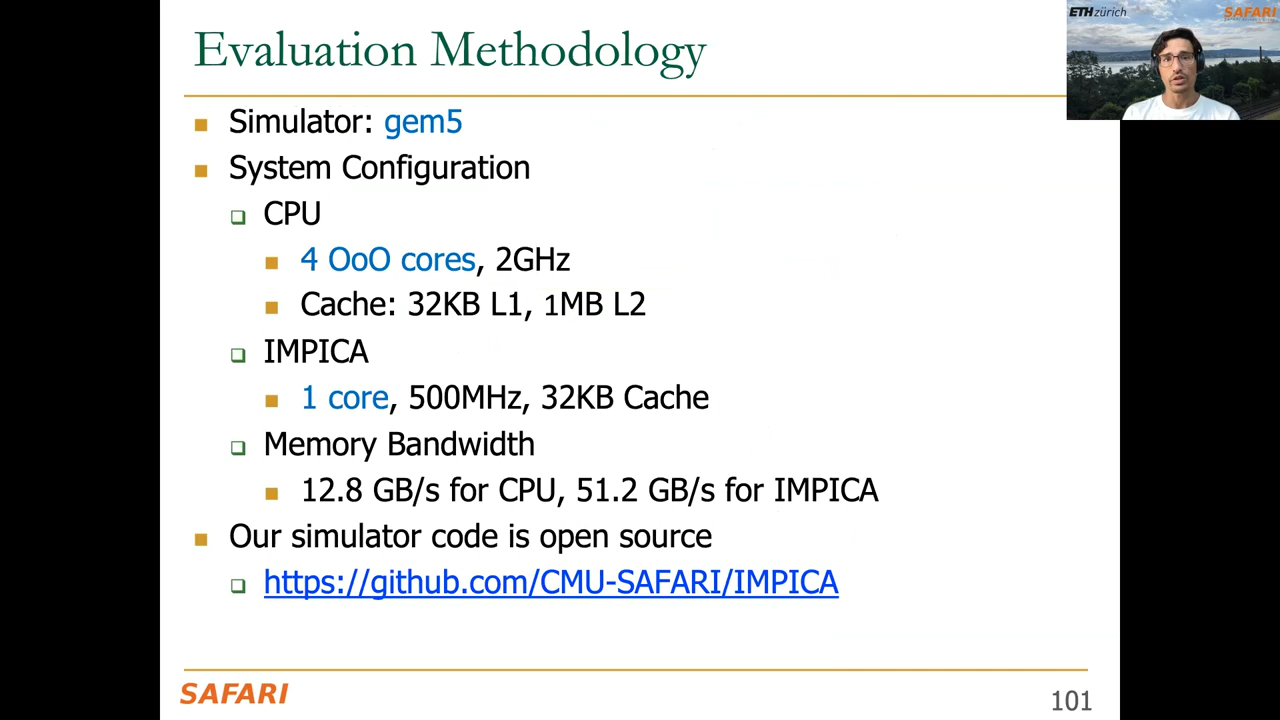 Evaluation Methodology
ETHzürich
SAFARI
Simulator: gem5
System Configuration
CPU
4 OoO cores, 2GHz
Cache: 32KB L1, 1MB L2
IMPICA
1 core, 500MHz, 32KB Cache
Memory Bandwidth
12.8 GB/s for CPU, 51.2 GB/s for IMPICA
Our simulator code is open source
https://github.com/CMU-SAFARI/IMPICA
SAFARI
101